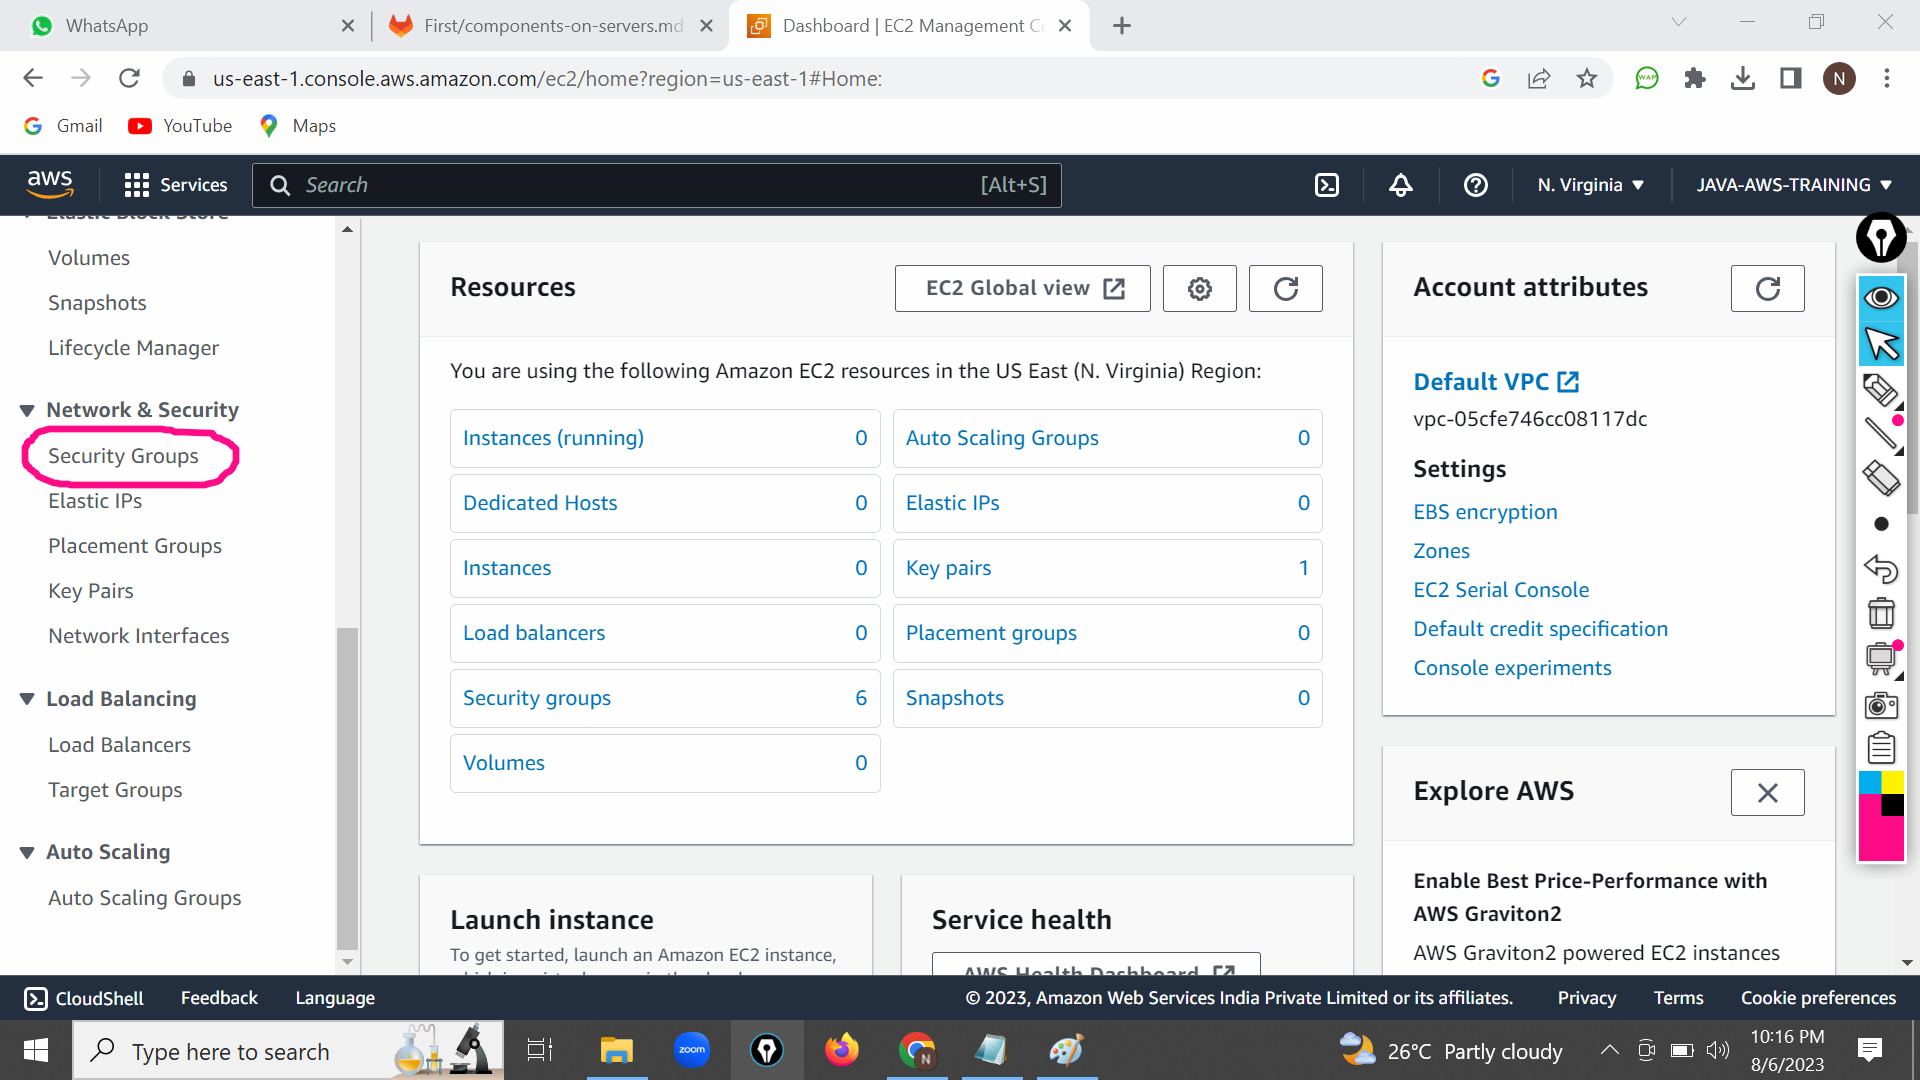 WhatsApp
First/components-on-servers.md
Dashboard | EC2 Management Co
us-east-1.console.aws.amazon.com/ec2/home?region=us-east-1#Home:
WAP
N
Gmail
YouTube
Maps
aws
Services
Search
[Alt+S]
N. Virginia
JAVA-AWS-TRAINING
Elastic Block Store
Volumes
Snapshots
Lifecycle Manager
Network & Security
Security Groups
Elastic IPs
Placement Groups
Key Pairs
Network Interfaces
Load Balancing
Load Balancers
Target Groups
Auto Scaling
Auto Scaling Groups
Resources
EC2 Global view
You are using the following Amazon EC2 resources in the US East (N. Virginia) Region:
Instances (running) 0
Auto Scaling Groups 0
Dedicated Hosts 0
Elastic IPs 0
Instances 0
Key pairs 1
Load balancers 0
Placement groups 0
Security groups 6
Snapshots 0
Volumes 0
Launch instance
To get started, launch an Amazon EC2 instance,
Service health
AWS Health Dashboard
Account attributes
Default VPC
vpc-05cfe746cc08117dc
Settings
EBS encryption
Zones
EC2 Serial Console
Default credit specification
Console experiments
Explore AWS
Enable Best Price-Performance with
AWS Graviton2
AWS Graviton2 powered EC2 instances
CloudShell
Feedback
Language
© 2023, Amazon Web Services India Private Limited or its affiliates.
Privacy
Terms
Cookie preferences
Type here to search
zoom
N
26°C Partly cloudy
10:16 PM
8/6/2023